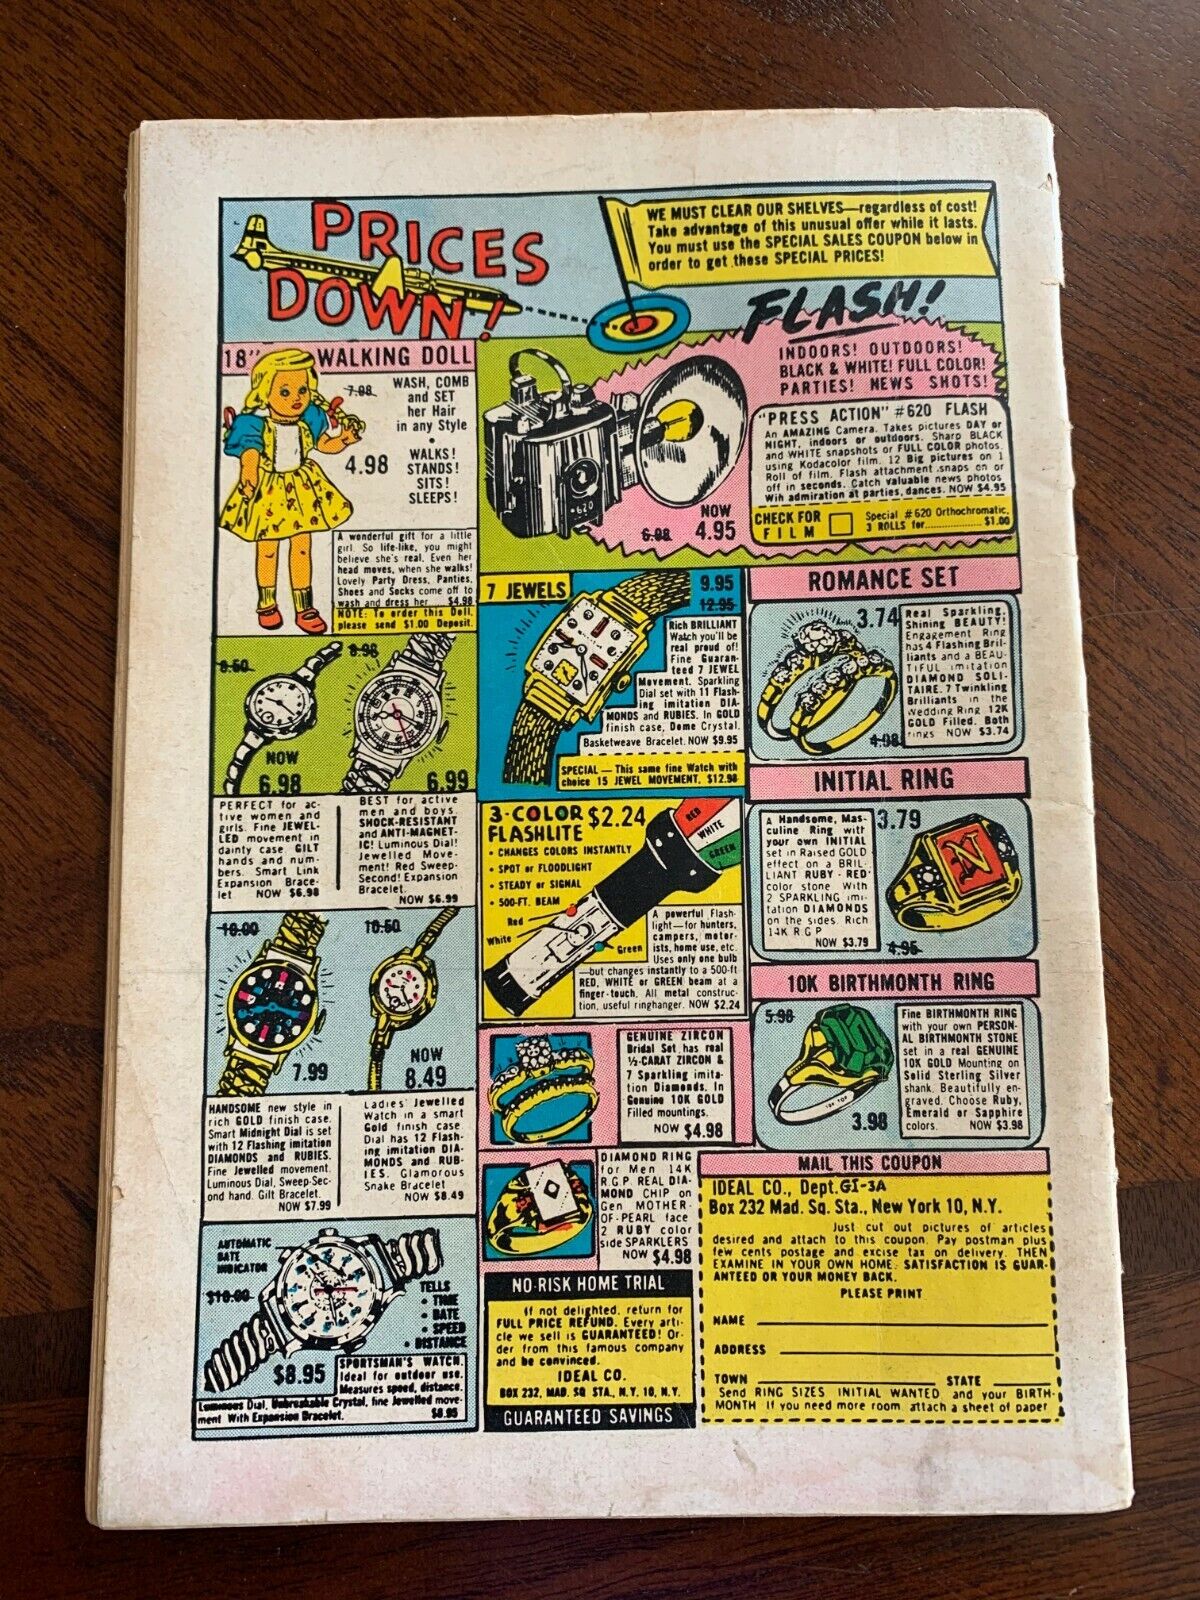 PRICES
DOWN!
WE MUST CLEAR OUR SHELVES—regardless of cost!
Take advantage of this unusual offer while it lasts.
You must use the SPECIAL SALES COUPON below in
order to get these SPECIAL PRICES!
18" WALKING DOLL
7.98
4.98
WASH, COMB
and SET
her Hair
in any Style
•
WALKS!
STANDS!
SITS!
SLEEPS!
A wonderful gift for a little
girl. So life-like, you might
believe she's real. Even her
head moves, when she walks!
Lovely Party Dress, Panties,
Shoes and Socks come off to
wash and dress her $4.98
NOTE: To order this Doll,
please send $1.00 Deposit.
FLASH!
INDOORS! OUTDOORS!
BLACK & WHITE! FULL COLOR!
PARTIES! NEWS SHOTS!
"PRESS ACTION" #620 FLASH
An AMAZING Camera. Takes pictures DAY or
NIGHT, indoors or outdoors. Sharp BLACK
and WHITE snapshots or FULL COLOR photos,
using Kodacolor film. 12 Big pictures on 1
Roll of film. Flash attachment snaps on or
off in seconds. Catch valuable news photos
Win admiration at parties, dances. NOW $4.95
•620
6.98
NOW
4.95
CHECK FOR
FILM
Special #620 Orthochromatic,
3 ROLLS for $1.00
8.50
NOW
6.98
8.98
6.99
PERFECT for ac-
tive women and
girls. Fine JEWEL-
LED movement in
dainty case GILT
hands and num-
bers. Smart Link
Expansion Brace-
let NOW $6.98
BEST for active
men and boys.
SHOCK-RESISTANT
and ANTI-MAGNET-
IC! Luminous Dial!
Jewelled Move-
ment! Red Sweep-
Second! Expansion
Bracelet.
NOW $6.99
7 JEWELS
9.95
12.95
Rich BRILLIANT
Watch you'll be
real proud of!
Fine Guaran-
teed 7 JEWEL
Movement. Sparkling
Dial set with 11 Flash-
ing imitation DIA-
MONDS and RUBIES. In GOLD
finish case, Dome Crystal.
Basketweave Bracelet. NOW $9.95
SPECIAL — This same fine Watch with
choice 15 JEWEL MOVEMENT. $12.98
ROMANCE SET
3.74
4.98
Real Sparkling,
Shining BEAUTY!
Engagement Ring
has 4 Flashing Bril-
liants and a BEAU-
TIFUL imitation
DIAMOND SOLI-
TAIRE. 7 Twinkling
Brilliants in the
Wedding Ring 12K
GOLD Filled. Both
rings NOW $3.74
3-COLOR
FLASHLITE
$2.24
• CHANGES COLORS INSTANTLY
• SPOT or FLOODLIGHT
• STEADY or SIGNAL
• 500-FT. BEAM
RED
WHITE
GREEN
Red
White
Green
A powerful Flash-
light—for hunters,
campers, motor-
ists, home use, etc.
Uses only one bulb
—but changes instantly to a 500-ft
RED, WHITE or GREEN beam at a
finger-touch. All metal construc-
tion, useful ringhanger. NOW $2.24
INITIAL RING
3.79
4.95
N
A Handsome, Mas-
culine Ring with
your own INITIAL
set in Raised GOLD
effect on a BRIL-
LIANT RUBY - RED
color stone With
2 SPARKLING imi-
tation DIAMONDS
on the sides. Rich
14K R.G.P
NOW $3.79
10.00
7.99
10.50
NOW
8.49
HANDSOME new style in
rich GOLD finish case.
Smart Midnight Dial is set
with 12 Flashing imitation
DIAMONDS and RUBIES.
Fine Jewelled movement.
Luminous Dial, Sweep-Sec-
ond hand. Gilt Bracelet.
NOW $7.99
Ladies' Jewelled
Watch in a smart
Gold finish case
Dial has 12 Flash-
ing imitation DIA-
MONDS and RUB-
IES. Glamorous
Snake Bracelet
NOW $8.49
GENUINE ZIRCON
Bridal Set has real
½-CARAT ZIRCON &
7 Sparkling imita-
tion Diamonds. In
Genuine 10K GOLD
Filled mountings.
NOW $4.98
10K BIRTHMONTH RING
5.98
3.98
Fine BIRTHMONTH RING
with your own PERSON-
AL BIRTHMONTH STONE
set in a real GENUINE
10K GOLD Mounting on
Solid Sterling Silver
shank. Beautifully en-
graved. Choose Ruby,
Emerald or Sapphire
colors. NOW $3.98
DIAMOND RING
for Men 14K
R.G.P. REAL DIA-
MOND CHIP on
Gen MOTHER-
OF-PEARL face
2 RUBY color
side SPARKLERS
NOW $4.98
AUTOMATIC
DATE
INDICATOR
$8.95
TELLS
• TIME
• DATE
• SPEED
• DISTANCE
SPORTSMAN'S WATCH.
Ideal for outdoor use.
Measures speed, distance.
Luminous Dial, Unbreakable Crystal, fine Jewelled move-
ment With Expansion Bracelet. $8.95
NO-RISK HOME TRIAL
If not delighted, return for
FULL PRICE REFUND. Every arti-
cle we sell is GUARANTEED! Or-
der from this famous company
and be convinced.
IDEAL CO.
BOX 232, MAD. SQ STA., N.Y. 10, N.Y.
GUARANTEED SAVINGS
MAIL THIS COUPON
IDEAL CO., Dept. GI-3A
Box 232 Mad. Sq. Sta., New York 10, N.Y.
Just cut out pictures of articles
desired and attach to this coupon. Pay postman plus
few cents postage and excise tax on delivery. THEN
EXAMINE IN YOUR OWN HOME. SATISFACTION IS GUAR-
ANTEED OR YOUR MONEY BACK.
PLEASE PRINT
NAME
ADDRESS
TOWN STATE
Send RING SIZES, INITIAL WANTED and your BIRTH-
MONTH If you need more room attach a sheet of paper